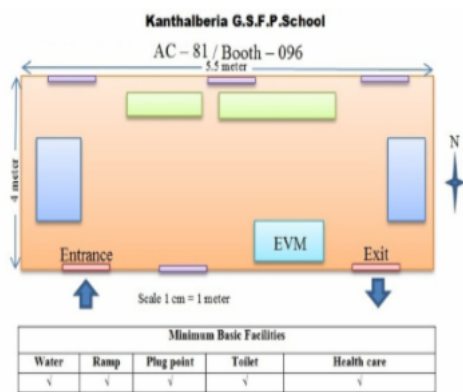 Kanthalberia G.S.F.P.School
AC – 81 / Booth – 096
5.5 meter
4 meter
N
EVM
Entrance
Exit
Scale 1 cm = 1 meter
Minimum Basic Facilities
Water Ramp Plug point Toilet Health care
√ √ √ √ √